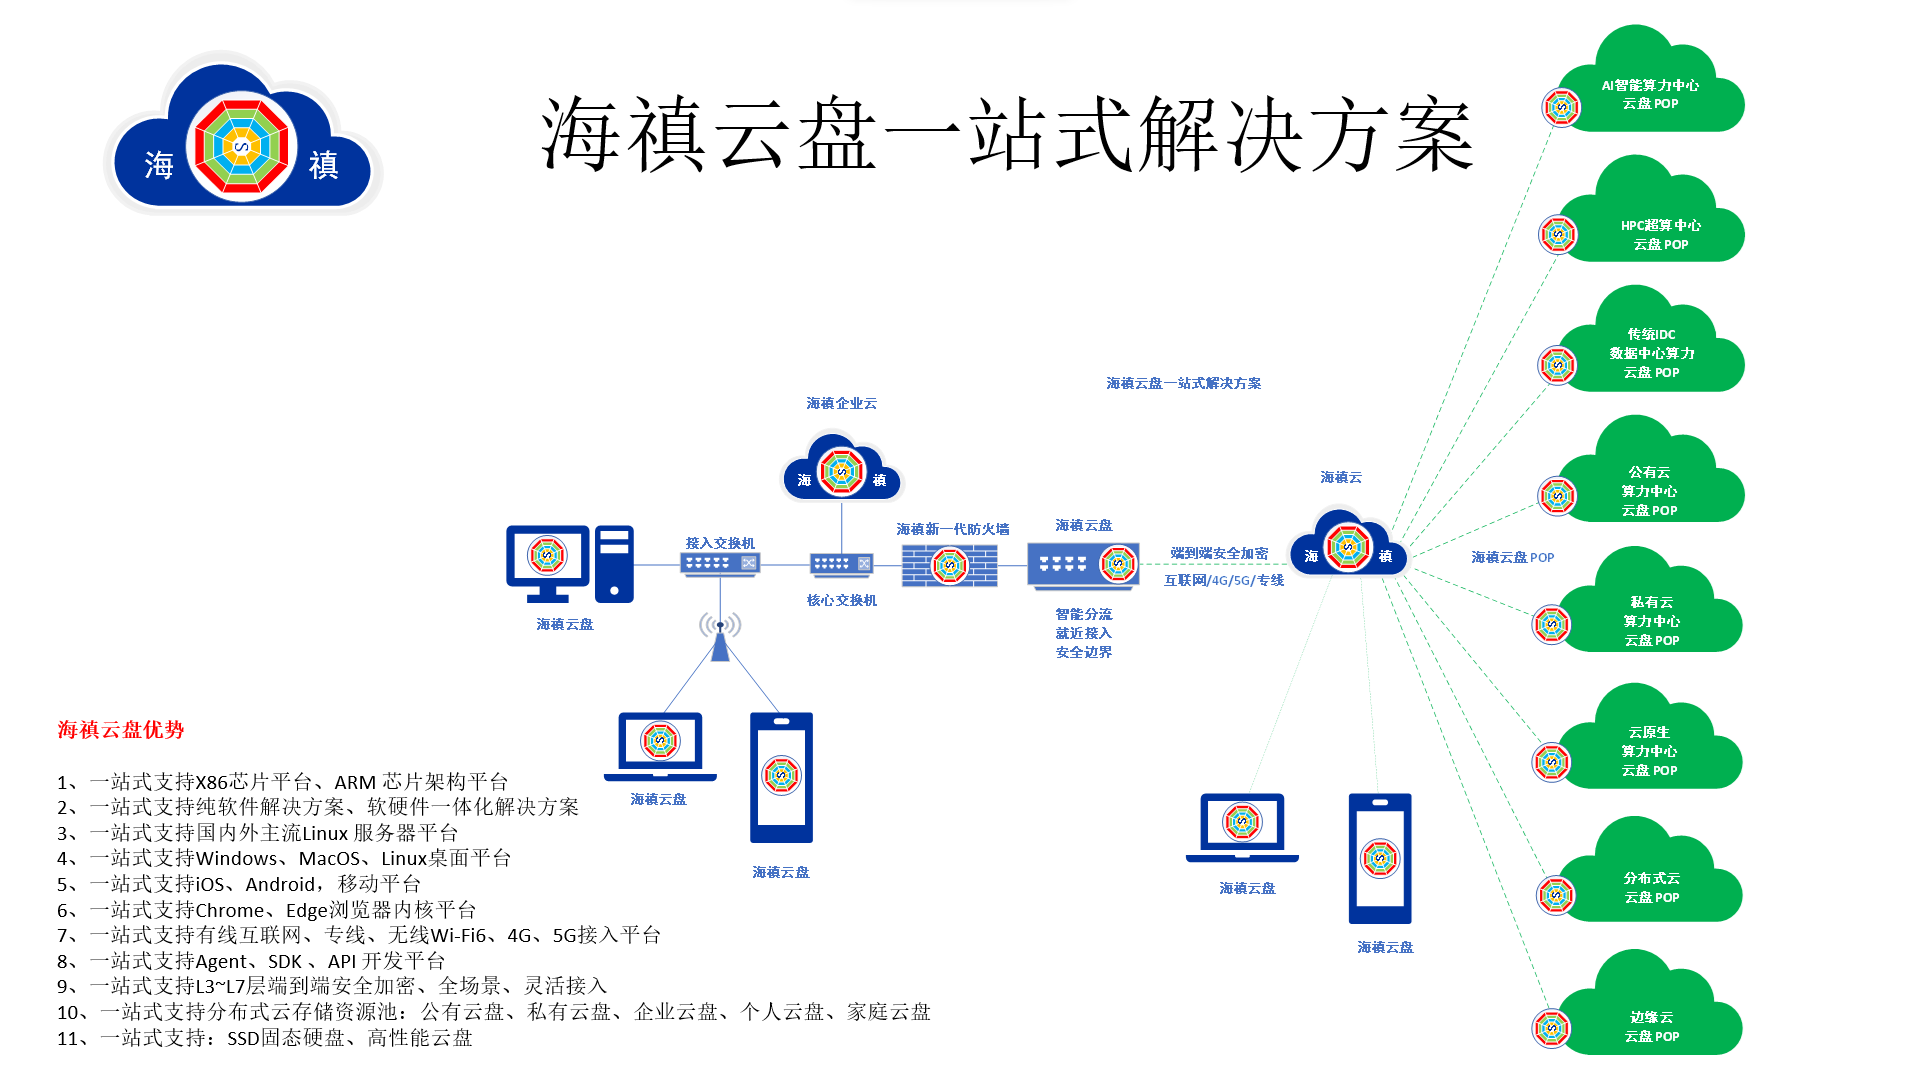 海 禛
海禛云盘一站式解决方案
AI智能算力中心
云盘 POP
HPC超算中心
云盘 POP
传统IDC
数据中心算力
云盘 POP
公有云
算力中心
云盘 POP
海禛云盘 POP
私有云
算力中心
云盘 POP
云原生
算力中心
云盘 POP
分布式云
云盘 POP
边缘云
云盘 POP
海禛云盘一站式解决方案
海禛企业云
海 禛
海禛云
海 禛
接入交换机
核心交换机
海禛新一代防火墙
海禛云盘
智能分流
就近接入
安全边界
端到端安全加密
互联网/4G/5G/专线
海禛云盘
海禛云盘
海禛云盘
海禛云盘
海禛云盘
海禛云盘优势
1、一站式支持X86芯片平台、ARM 芯片架构平台
2、一站式支持纯软件解决方案、软硬件一体化解决方案
3、一站式支持国内外主流Linux 服务器平台
4、一站式支持Windows、MacOS、Linux桌面平台
5、一站式支持iOS、Android，移动平台
6、一站式支持Chrome、Edge浏览器内核平台
7、一站式支持有线互联网、专线、无线Wi-Fi6、4G、5G接入平台
8、一站式支持Agent、SDK 、API 开发平台
9、一站式支持L3~L7层端到端安全加密、全场景、灵活接入
10、一站式支持分布式云存储资源池：公有云盘、私有云盘、企业云盘、个人云盘、家庭云盘
11、一站式支持：SSD固态硬盘、高性能云盘